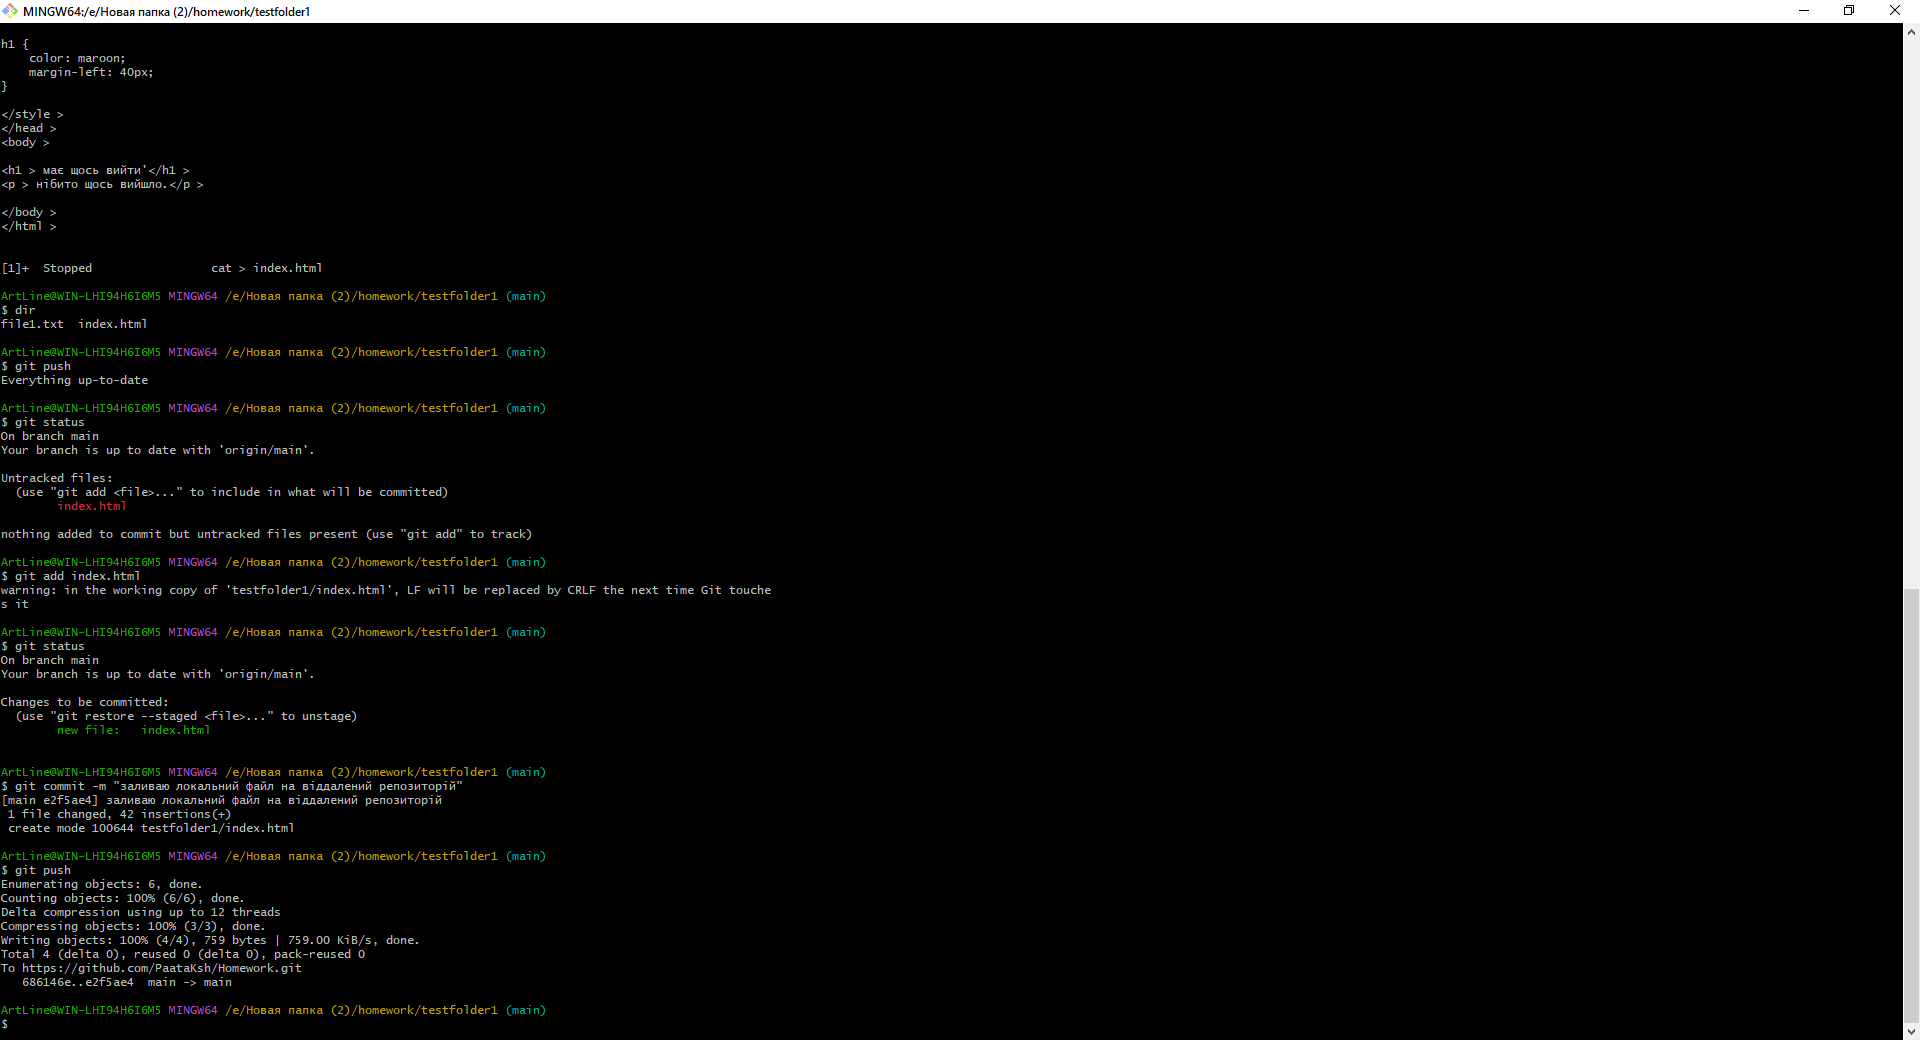 MINGW64:/e/Новая папка (2)/homework/testfolder1
h1 {
    color: maroon;
    margin-left: 40px;
}
</style >
</head >
<body >
<h1 > має щось вийти'</h1 >
<p > нібито щось вийшло.</p >
</body >
</html >
[1]+  Stopped                 cat > index.html
ArtLine@WIN-LHI94H6I6M5 MINGW64 /e/Новая папка (2)/homework/testfolder1 (main)
$ dir
file1.txt  index.html
ArtLine@WIN-LHI94H6I6M5 MINGW64 /e/Новая папка (2)/homework/testfolder1 (main)
$ git push
Everything up-to-date
ArtLine@WIN-LHI94H6I6M5 MINGW64 /e/Новая папка (2)/homework/testfolder1 (main)
$ git status
On branch main
Your branch is up to date with 'origin/main'.
Untracked files:
  (use "git add <file>..." to include in what will be committed)
        index.html
nothing added to commit but untracked files present (use "git add" to track)
ArtLine@WIN-LHI94H6I6M5 MINGW64 /e/Новая папка (2)/homework/testfolder1 (main)
$ git add index.html
warning: in the working copy of 'testfolder1/index.html', LF will be replaced by CRLF the next time Git touche
s it
ArtLine@WIN-LHI94H6I6M5 MINGW64 /e/Новая папка (2)/homework/testfolder1 (main)
$ git status
On branch main
Your branch is up to date with 'origin/main'.
Changes to be committed:
  (use "git restore --staged <file>..." to unstage)
        new file:   index.html
ArtLine@WIN-LHI94H6I6M5 MINGW64 /e/Новая папка (2)/homework/testfolder1 (main)
$ git commit -m "заливаю локальний файл на віддалений репозиторій"
[main e2f5ae4] заливаю локальний файл на віддалений репозиторій
 1 file changed, 42 insertions(+)
 create mode 100644 testfolder1/index.html
ArtLine@WIN-LHI94H6I6M5 MINGW64 /e/Новая папка (2)/homework/testfolder1 (main)
$ git push
Enumerating objects: 6, done.
Counting objects: 100% (6/6), done.
Delta compression using up to 12 threads
Compressing objects: 100% (3/3), done.
Writing objects: 100% (4/4), 759 bytes | 759.00 KiB/s, done.
Total 4 (delta 0), reused 0 (delta 0), pack-reused 0
To https://github.com/PaataKsh/Homework.git
   686146e..e2f5ae4  main -> main
ArtLine@WIN-LHI94H6I6M5 MINGW64 /e/Новая папка (2)/homework/testfolder1 (main)
$